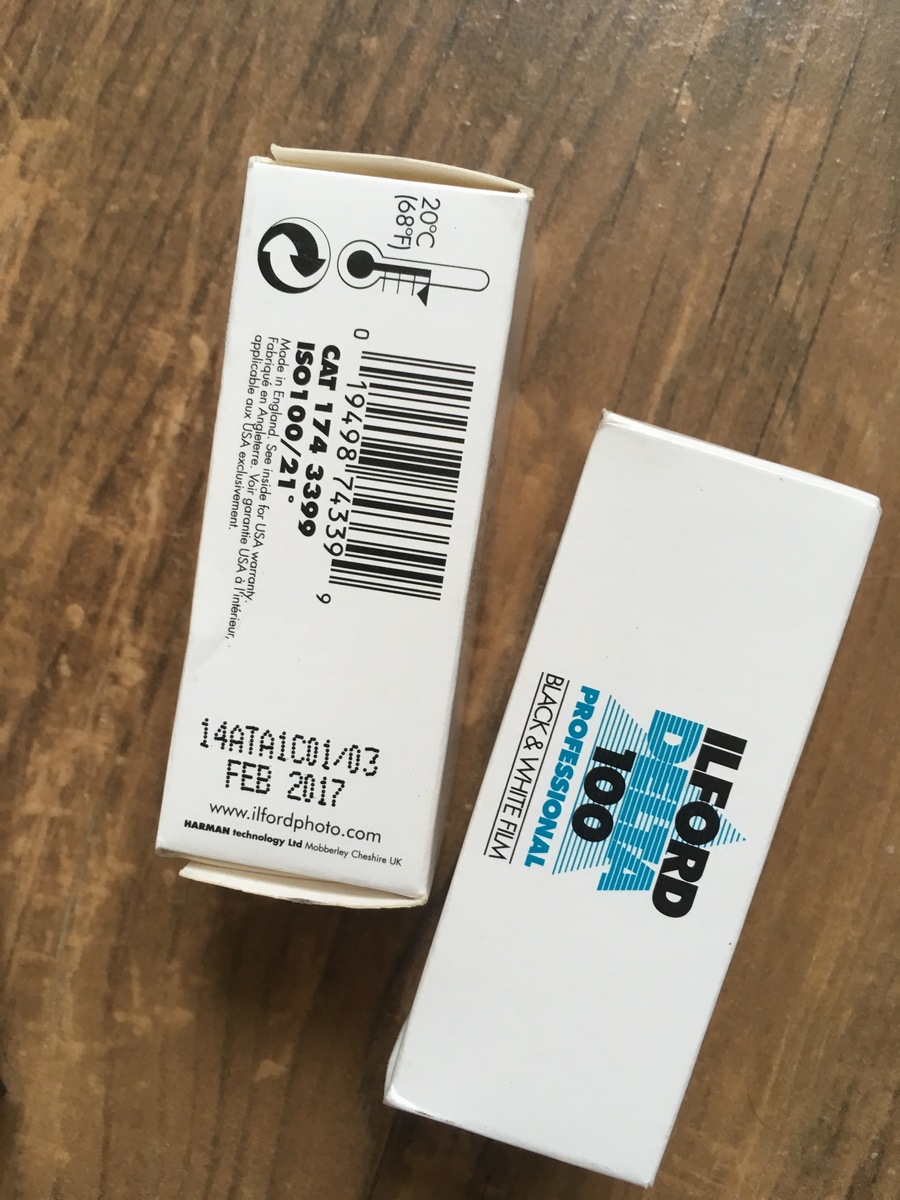 20°C
(68°F)
0 19498 74339 9
CAT 174 3399
ISO100/21°
Made in England. See inside for USA warranty.
Fabriqué en Angleterre. Voir garantie USA à l'intérieur,
applicable aux USA exclusivement.
14ATA1C01/03
FEB 2017
www.ilfordphoto.com
HARMAN technology Ltd Mobberley Cheshire UK
ILFORD
DELTA
100
PROFESSIONAL
BLACK & WHITE FILM